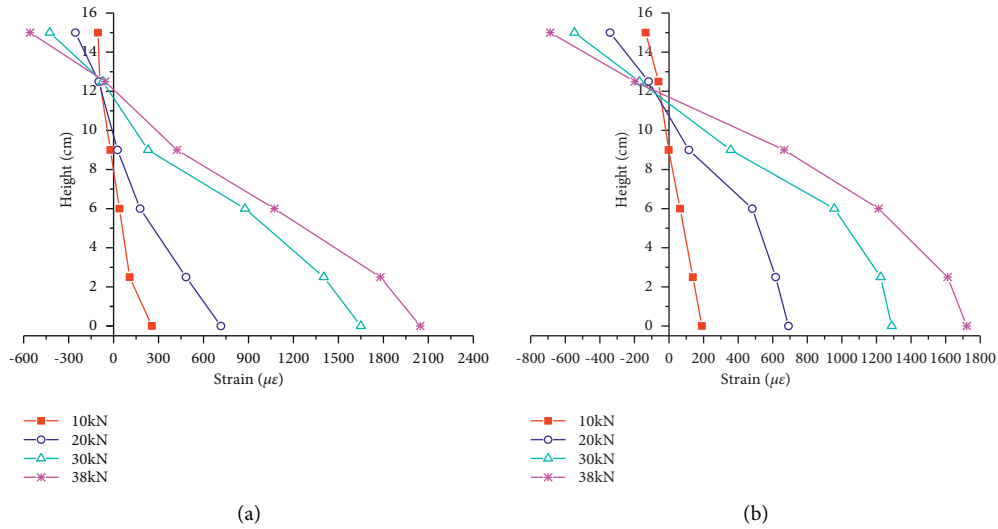 16
14
12
10
8
6
4
2
0
Height (cm)
-600 -300 0 300 600 900 1200 1500 1800 2100 2400
Strain (με)
10kN
20kN
30kN
38kN
(a)
16
14
12
10
8
6
4
2
0
Height (cm)
-800 -600 -400 -200 0 200 400 600 800 1000 1200 1400 1600 1800
Strain (με)
10kN
20kN
30kN
38kN
(b)